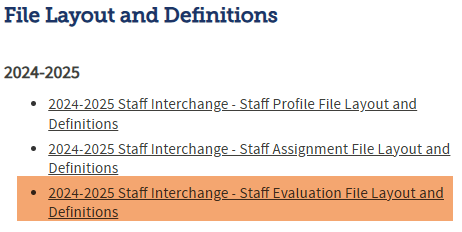 File Layout and Definitions
2024-2025
• 2024-2025 Staff Interchange - Staff Profile File Layout and
Definitions
• 2024-2025 Staff Interchange - Staff Assignment File Layout and
Definitions
• 2024-2025 Staff Interchange - Staff Evaluation File Layout and
Definitions